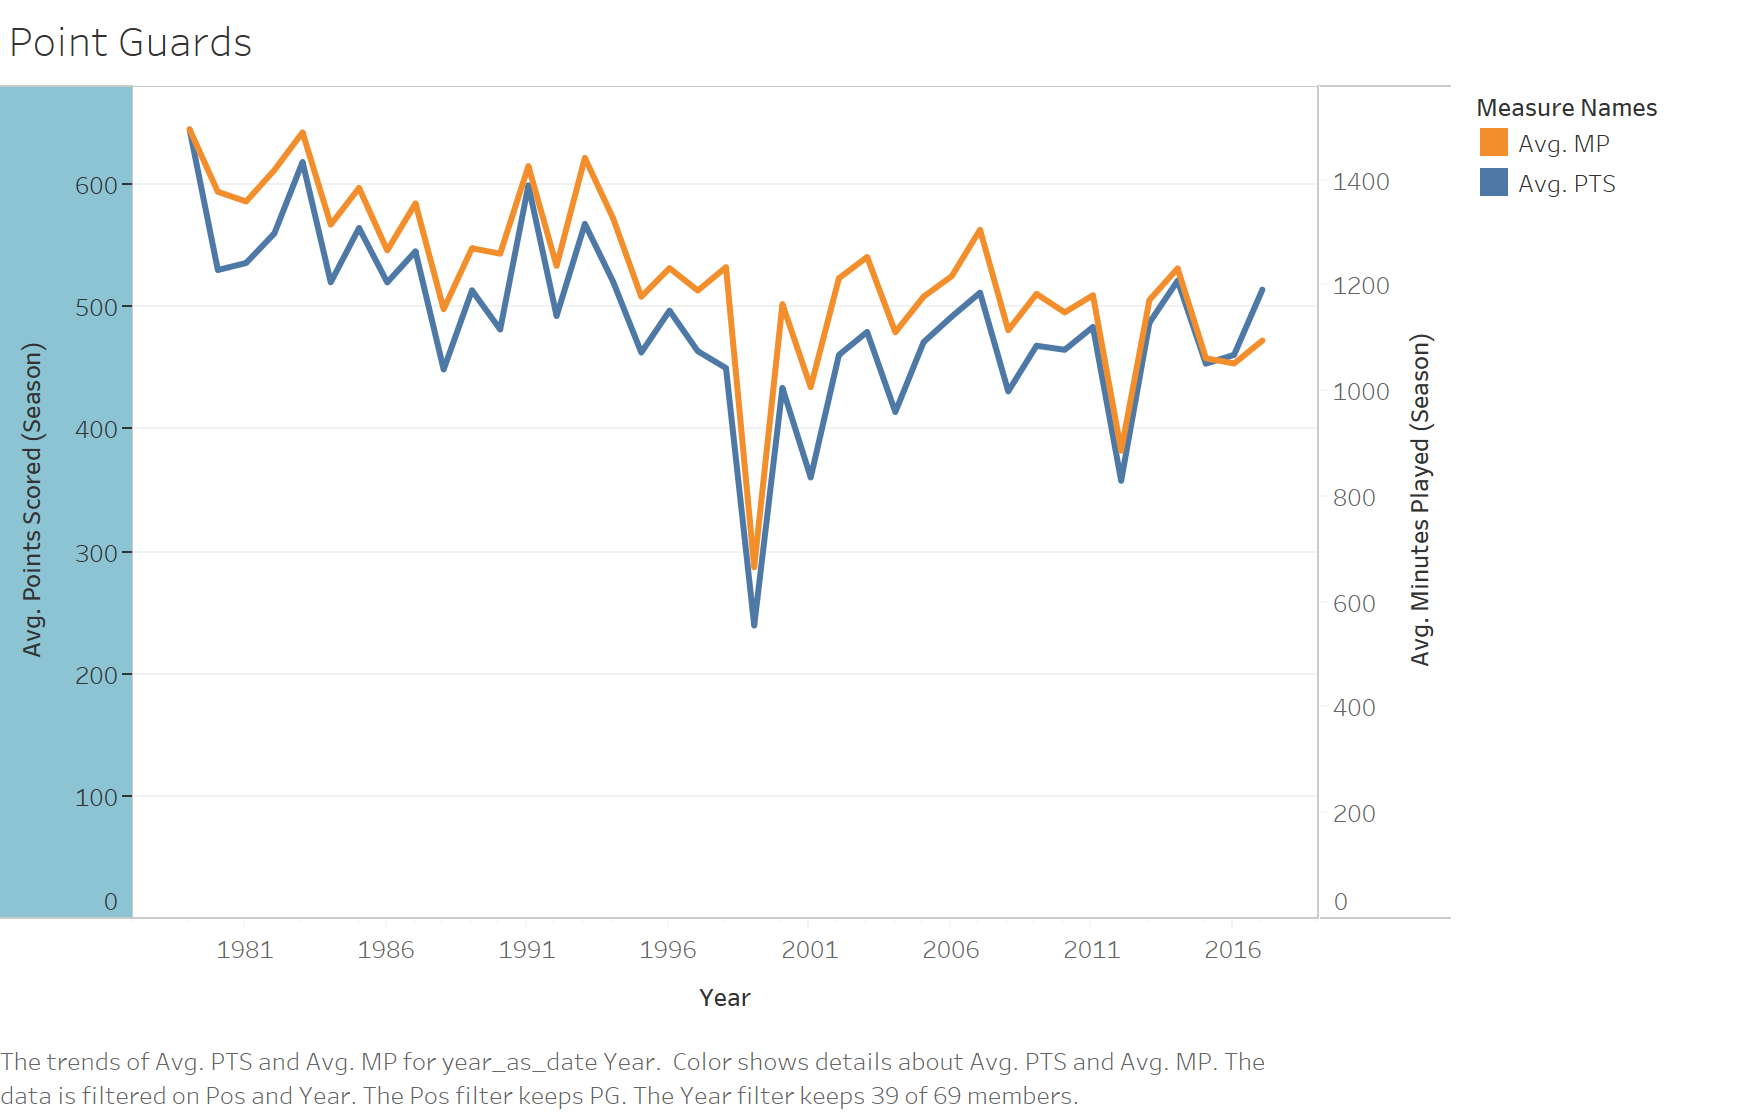 Point Guards
Measure Names
Avg. MP
Avg. PTS
Avg. Points Scored (Season)
600
500
400
300
200
100
0
1400
1200
1000
800
600
400
200
0
Avg. Minutes Played (Season)
1981 1986 1991 1996 2001 2006 2011 2016
Year
The trends of Avg. PTS and Avg. MP for year_as_date Year.  Color shows details about Avg. PTS and Avg. MP. The
data is filtered on Pos and Year. The Pos filter keeps PG. The Year filter keeps 39 of 69 members.